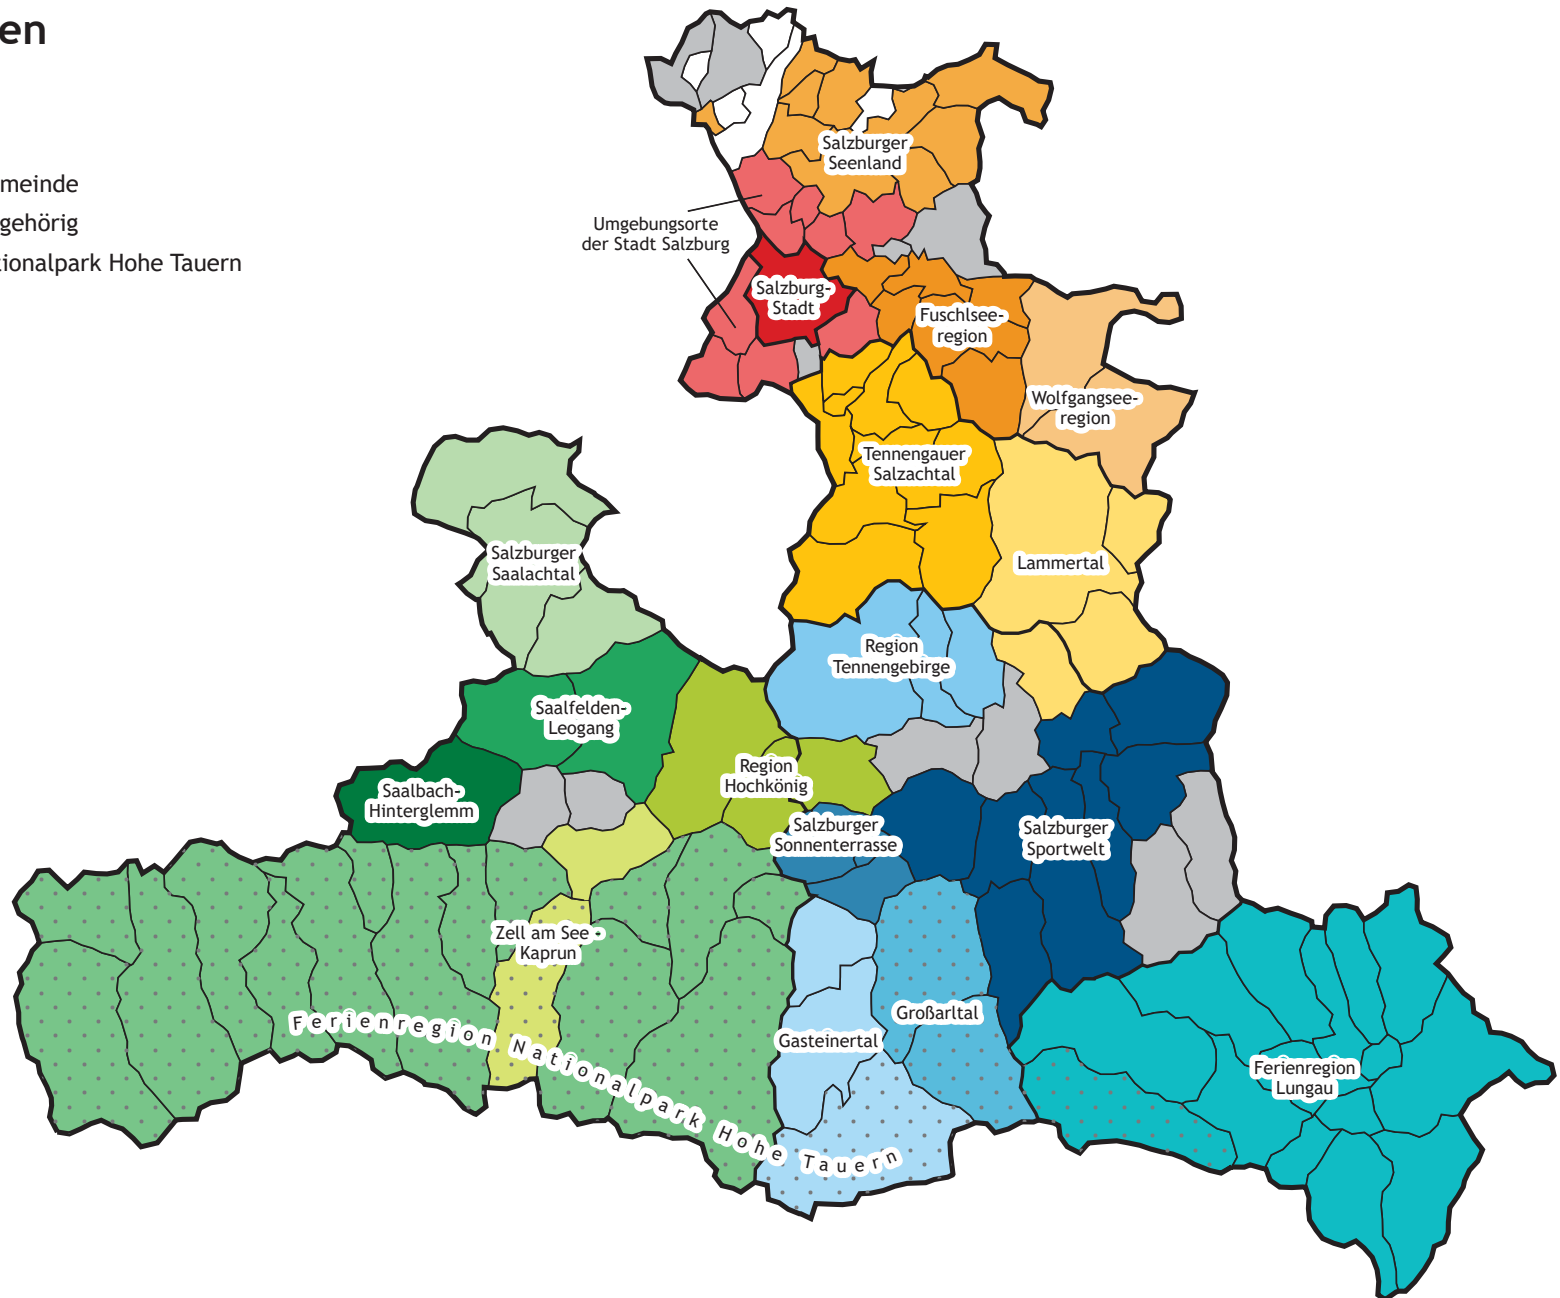 en
meinde
gehörig
ionalpark Hohe Tauern
Salzburger
Seenland
Umgebungsorte
der Stadt Salzburg
Salzburg-
Stadt
Fuschlsee-
region
Wolfgangsee-
region
Tennengauer
Salzachtal
Lammertal
Salzburger
Saalachtal
Region
Tennengebirge
Saalfelden-
Leogang
Region
Hochkönig
Saalbach-
Hinterglemm
Salzburger
Sonnenterrasse
Salzburger
Sportwelt
Zell am See -
Kaprun
Großarltal
Gasteinertal
Ferienregion
Lungau
Ferienregion Nationalpark Hohe Tauern